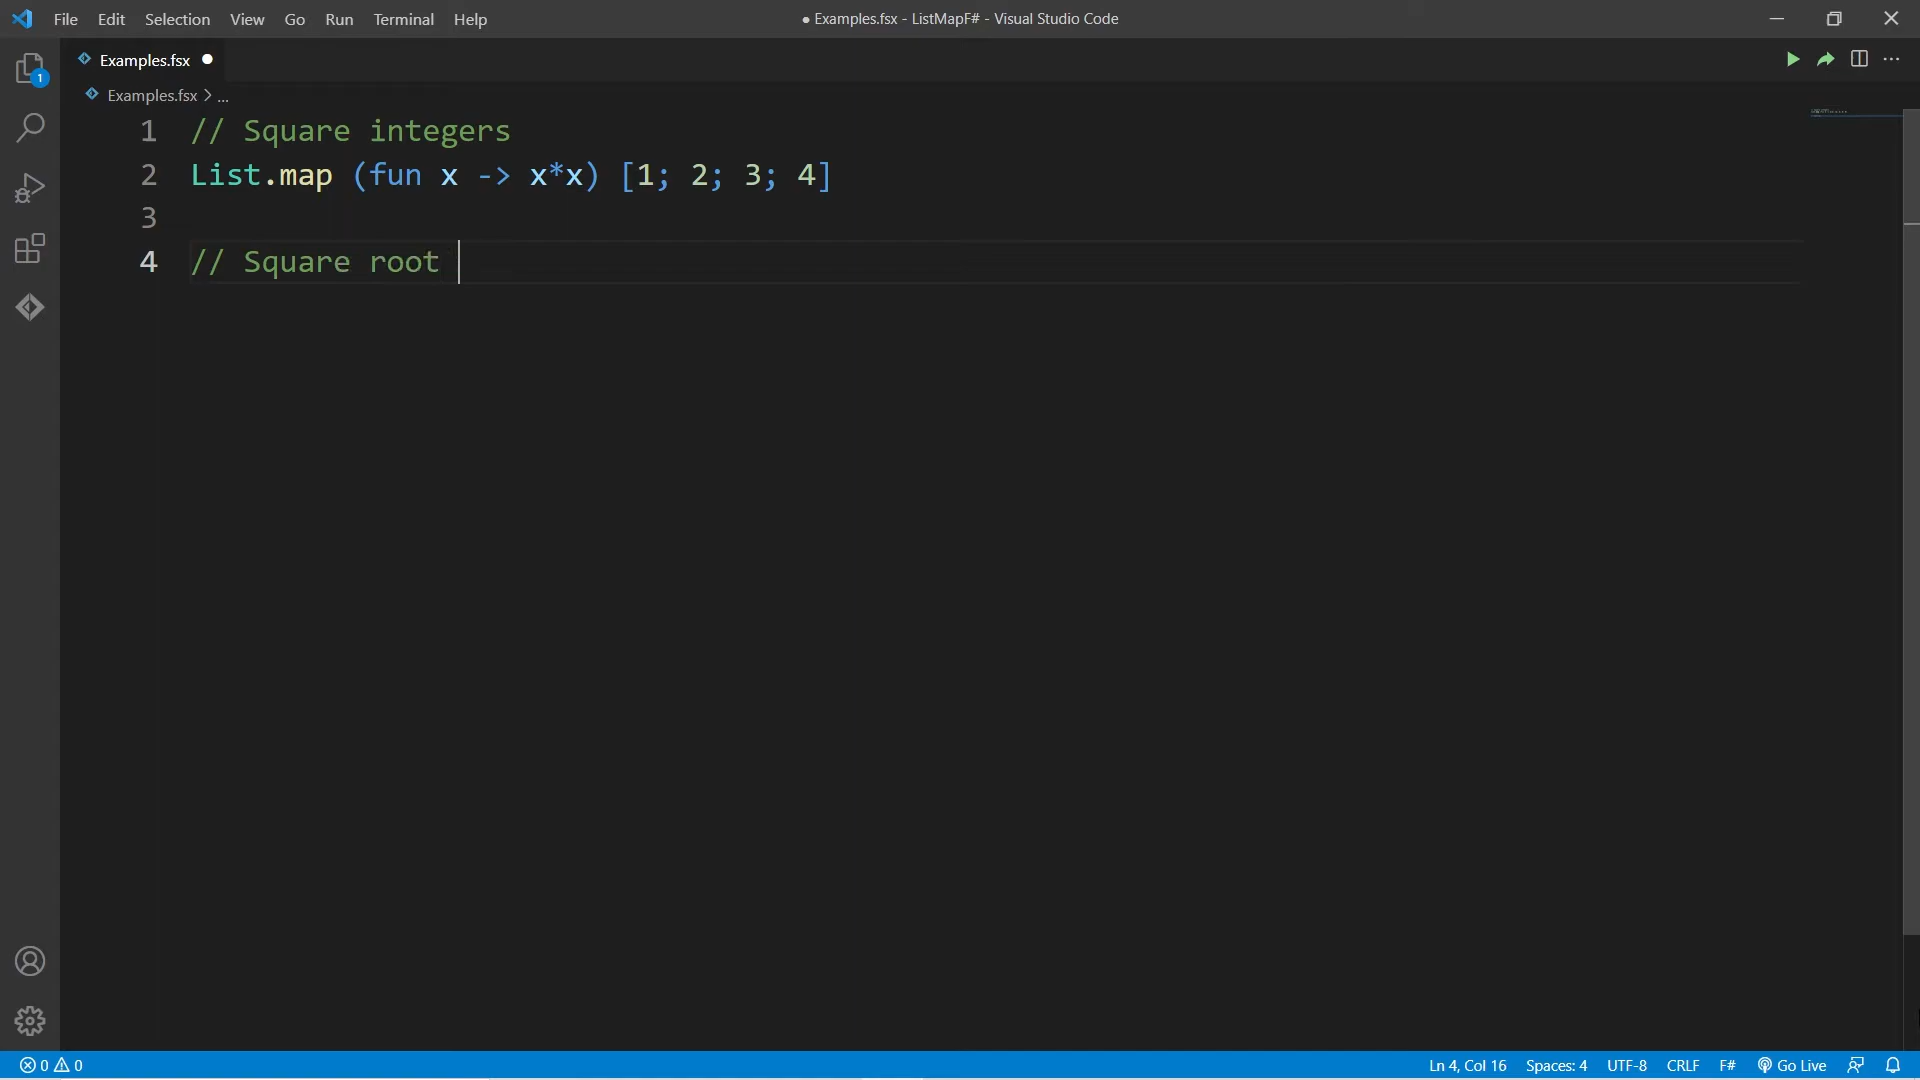 File Edit Selection View Go Run Terminal Help
● Examples.fsx - ListMapF# - Visual Studio Code
Examples.fsx
Examples.fsx > ...
1
1 // Square integers
2 List.map (fun x -> x*x) [1; 2; 3; 4]
3
4 // Square root
0 0 Ln 4, Col 16 Spaces: 4 UTF-8 CRLF F# Go Live